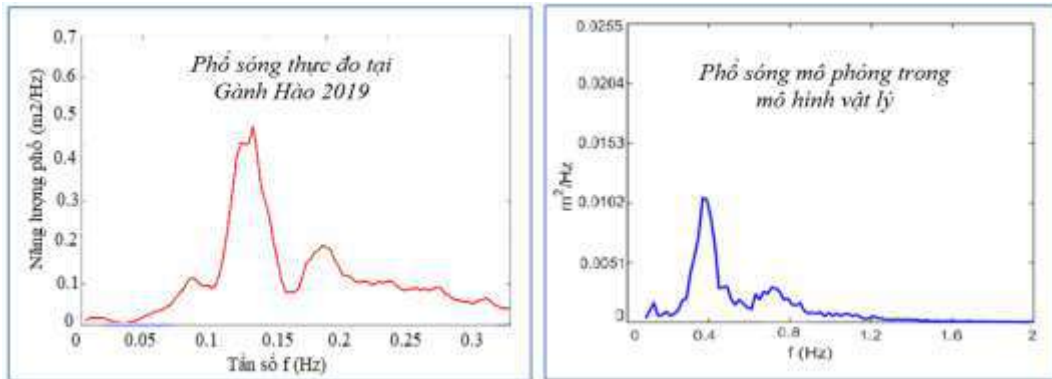 0.7
0.6
0.5
0.4
0.3
0.2
0.1
0
Năng lượng phổ (m2/Hz)
Phổ sóng thực đo tại
Gành Hào 2019
0 0.05 0.1 0.15 0.2 0.25 0.3
Tần số f (Hz)
0.0255
0.0204
0.0153
0.0102
0.0051
0
m²/Hz
Phổ sóng mô phỏng trong
mô hình vật lý
0 0.4 0.8 1.2 1.6 2
f (Hz)